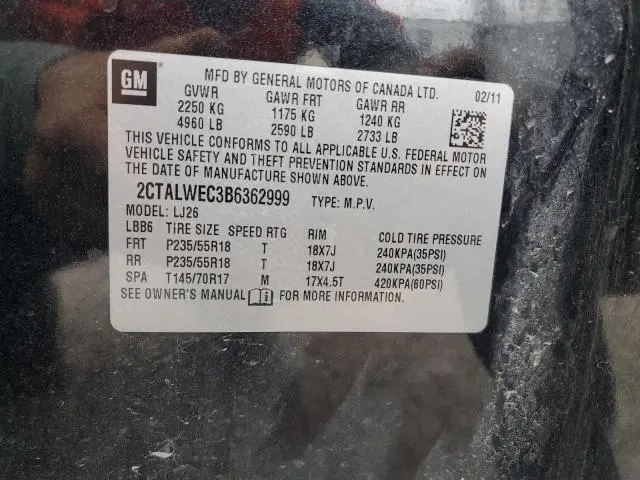 GM
MFD BY GENERAL MOTORS OF CANADA LTD. 02/11
GVWR GAWR FRT GAWR RR
2250 KG 1175 KG 1240 KG
4960 LB 2590 LB 2733 LB
THIS VEHICLE CONFORMS TO ALL APPLICABLE U.S. FEDERAL MOTOR
VEHICLE SAFETY AND THEFT PREVENTION STANDARDS IN EFFECT ON
THE DATE OF MANUFACTURE SHOWN ABOVE.
2CTALWEC3B6362999 TYPE: M.P.V.
MODEL: LJ26
LBB6 TIRE SIZE SPEED RTG RIM COLD TIRE PRESSURE
FRT P235/55R18 T 18X7J 240KPA(35PSI)
RR P235/55R18 T 18X7J 240KPA(35PSI)
SPA T145/70R17 M 17X4.5T 420KPA(60PSI)
SEE OWNER'S MANUAL FOR MORE INFORMATION.